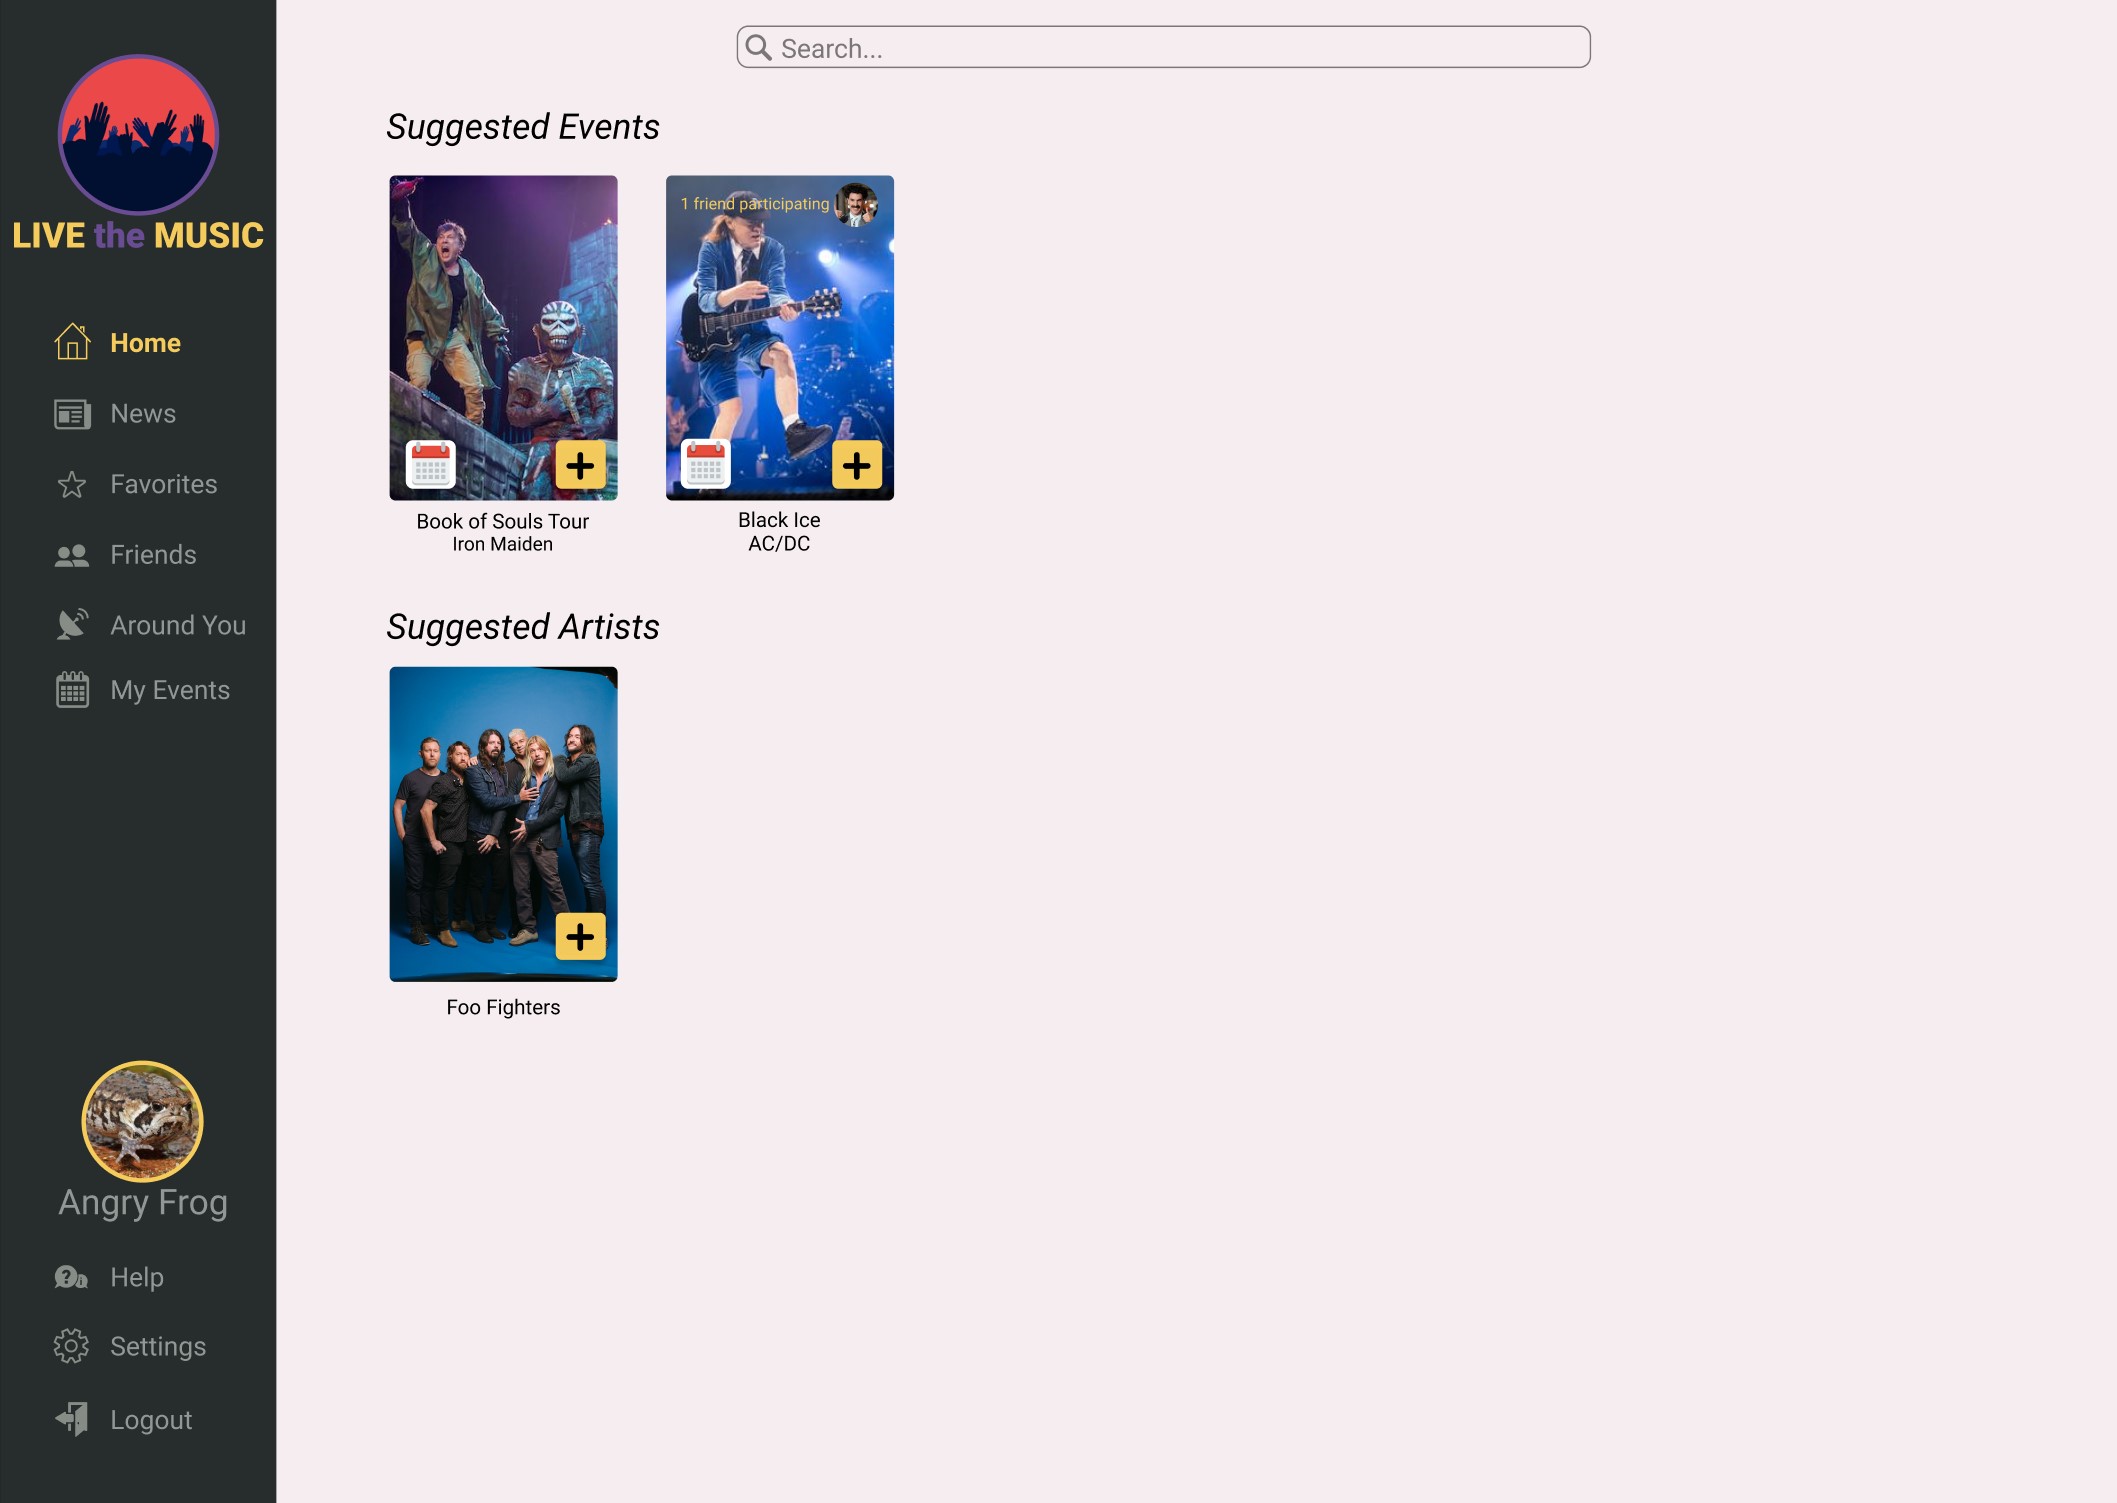 LIVE the MUSIC
Home
News
Favorites
Friends
Around You
My Events
Angry Frog
Help
Settings
Logout
Search...
Suggested Events
1 friend participating
Book of Souls Tour
Iron Maiden
Black Ice
AC/DC
Suggested Artists
Foo Fighters